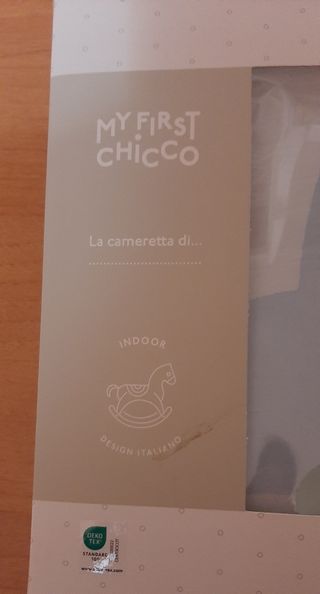 MY FIRST
CHICCO
La cameretta di...
INDOOR
DESIGN ITALIANO
OEKO
TEX
STANDARD